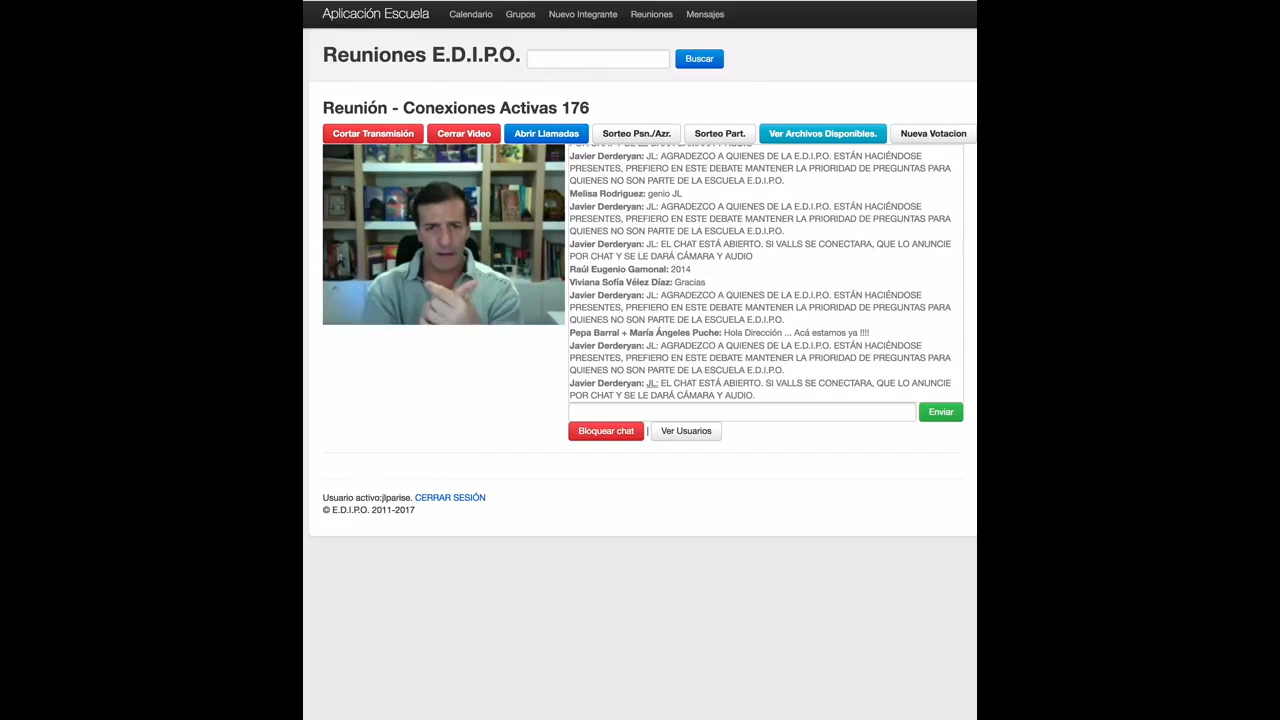 Aplicación Escuela Calendario Grupos Nuevo Integrante Reuniones Mensajes
Reuniones E.D.I.P.O. Buscar
Reunión - Conexiones Activas 176
Cortar Transmisión Cerrar Video Abrir Llamadas Sorteo Psn./Azr. Sorteo Part. Ver Archivos Disponibles. Nueva Votacion
POR CHAT Y SE LE DARÁ CÁMARA Y AUDIO
Javier Derderyan: JL: AGRADEZCO A QUIENES DE LA E.D.I.P.O. ESTÁN HACIÉNDOSE
PRESENTES, PREFIERO EN ESTE DEBATE MANTENER LA PRIORIDAD DE PREGUNTAS PARA
QUIENES NO SON PARTE DE LA ESCUELA E.D.I.P.O.
Melisa Rodriguez: genio JL
Javier Derderyan: JL: AGRADEZCO A QUIENES DE LA E.D.I.P.O. ESTÁN HACIÉNDOSE
PRESENTES, PREFIERO EN ESTE DEBATE MANTENER LA PRIORIDAD DE PREGUNTAS PARA
QUIENES NO SON PARTE DE LA ESCUELA E.D.I.P.O.
Javier Derderyan: JL: EL CHAT ESTÁ ABIERTO. SI VALLS SE CONECTARA, QUE LO ANUNCIE
POR CHAT Y SE LE DARÁ CÁMARA Y AUDIO
Raúl Eugenio Gamonal: 2014
Viviana Sofía Vélez Díaz: Gracias
Javier Derderyan: JL: AGRADEZCO A QUIENES DE LA E.D.I.P.O. ESTÁN HACIÉNDOSE
PRESENTES, PREFIERO EN ESTE DEBATE MANTENER LA PRIORIDAD DE PREGUNTAS PARA
QUIENES NO SON PARTE DE LA ESCUELA E.D.I.P.O.
Pepa Barral + María Ángeles Puche: Hola Dirección ... Acá estamos ya !!!!
Javier Derderyan: JL: AGRADEZCO A QUIENES DE LA E.D.I.P.O. ESTÁN HACIÉNDOSE
PRESENTES, PREFIERO EN ESTE DEBATE MANTENER LA PRIORIDAD DE PREGUNTAS PARA
QUIENES NO SON PARTE DE LA ESCUELA E.D.I.P.O.
Javier Derderyan: JL: EL CHAT ESTÁ ABIERTO. SI VALLS SE CONECTARA, QUE LO ANUNCIE
POR CHAT Y SE LE DARÁ CÁMARA Y AUDIO.
Enviar
Bloquear chat | Ver Usuarios
Usuario activo:jlparise. CERRAR SESIÓN
© E.D.I.P.O. 2011-2017